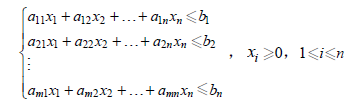 a₁₁x₁ + a₁₂x₂ + … + a₁ₙxₙ ≤ b₁
a₂₁x₁ + a₂₂x₂ + … + a₂ₙxₙ ≤ b₂ , xᵢ ≥ 0, 1 ≤ i ≤ n
⋮
aₘ₁x₁ + aₘ₂x₂ + … + aₘₙxₙ ≤ bₙ